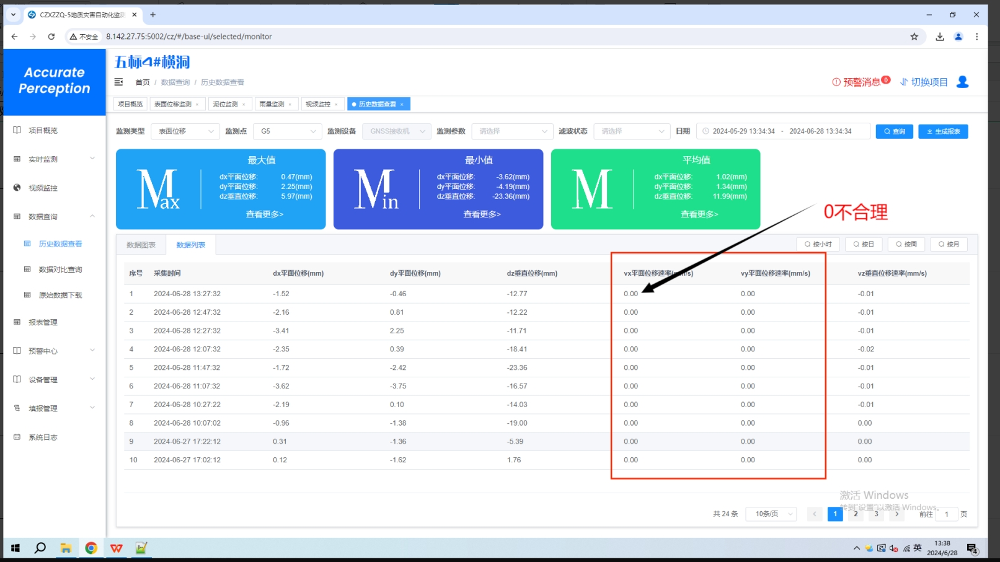 CZXZZQ-5地质灾害自动化监测
不安全
8.142.27.75:5002/cz/#/base-ui/selected/monitor
Accurate
Perception
五标4#横洞
首页 / 数据查询 / 历史数据查看
预警消息 0
切换项目
项目概览
表面位移监测 ×
泥位监测 ×
雨量监测 ×
视频监控 ×
历史数据查看 ×
监测类型 表面位移 监测点 G5 监测设备 GNSS接收机 监测参数 请选择 滤波状态 请选择 日期 2024-05-29 13:34:34 - 2024-06-28 13:34:34 查询 生成报表
项目概览
实时监测
视频监控
数据查询
历史数据查看
数据对比查询
原始数据下载
报表管理
预警中心
设备管理
填报管理
系统日志
Max
最大值
dx平面位移: 0.47(mm)
dy平面位移: 2.25(mm)
dz垂直位移: 5.97(mm)
查看更多>
Min
最小值
dx平面位移: -3.62(mm)
dy平面位移: -4.19(mm)
dz垂直位移: -23.36(mm)
查看更多>
M
平均值
dx平面位移: 1.02(mm)
dy平面位移: 1.34(mm)
dz垂直位移: 11.99(mm)
查看更多>
0不合理
数据图表 数据列表
按小时 按日 按周 按月
序号 采集时间 dx平面位移(mm) dy平面位移(mm) dz垂直位移(mm) vx平面位移速率(mm/s) vy平面位移速率(mm/s) vz垂直位移速率(mm/s)
1 2024-06-28 13:27:32 -1.52 -0.46 -12.77 0.00 0.00 -0.01
2 2024-06-28 12:47:32 -2.16 0.81 -12.22 0.00 0.00 -0.01
3 2024-06-28 12:27:32 -3.41 2.25 -11.71 0.00 0.00 -0.01
4 2024-06-28 12:07:32 -2.35 0.39 -18.41 0.00 0.00 -0.02
5 2024-06-28 11:47:32 -1.72 -2.42 -23.36 0.00 0.00 -0.01
6 2024-06-28 11:07:32 -3.62 -3.75 -16.57 0.00 0.00 -0.01
7 2024-06-28 10:27:22 -2.19 0.10 -14.03 0.00 0.00 -0.01
8 2024-06-28 10:07:02 -0.96 -1.38 -19.00 0.00 0.00 0.00
9 2024-06-27 17:22:12 0.31 -1.36 -5.39 0.00 0.00 0.00
10 2024-06-27 17:02:12 0.12 -1.62 1.76 0.00 0.00 0.00
激活 Windows
转到"设置"以激活 Windows。
共 24 条 10条/页 < 1 2 3 > 前往 1 页
英
13:38
2024/6/28
4